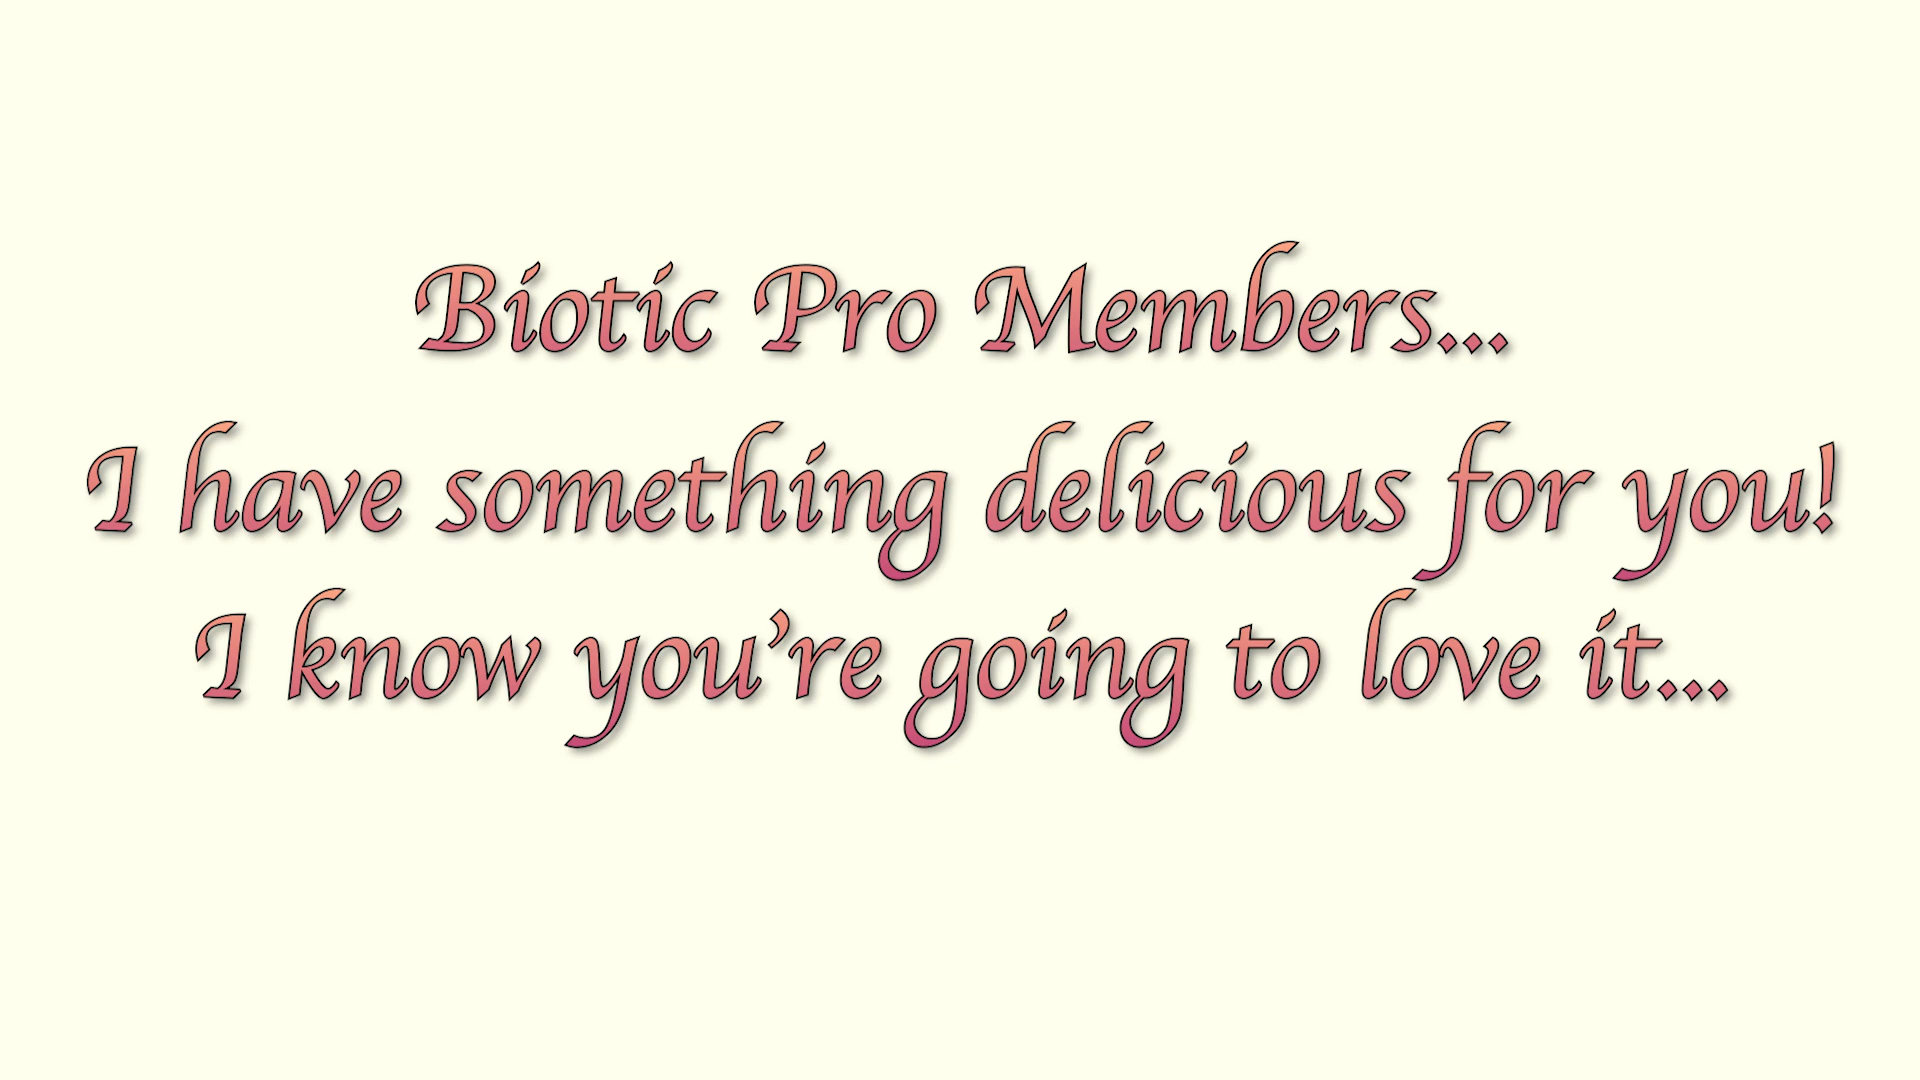 Biotic Pro Members...
I have something delicious for you!
I know you’re going to love it...